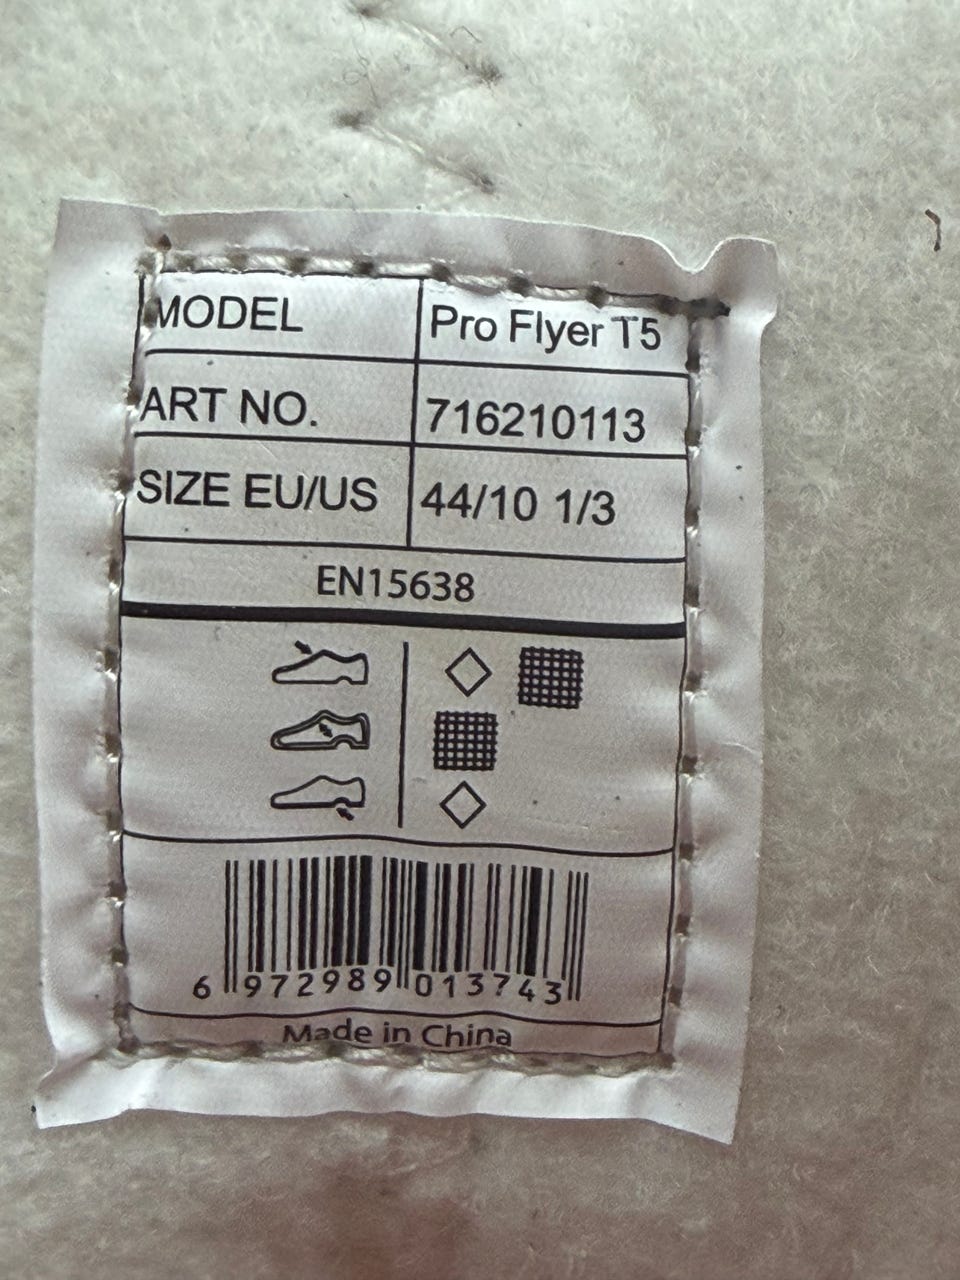 MODEL Pro Flyer T5
ART NO. 716210113
SIZE EU/US 44/10 1/3
EN15638
6 972989 013743
Made in China